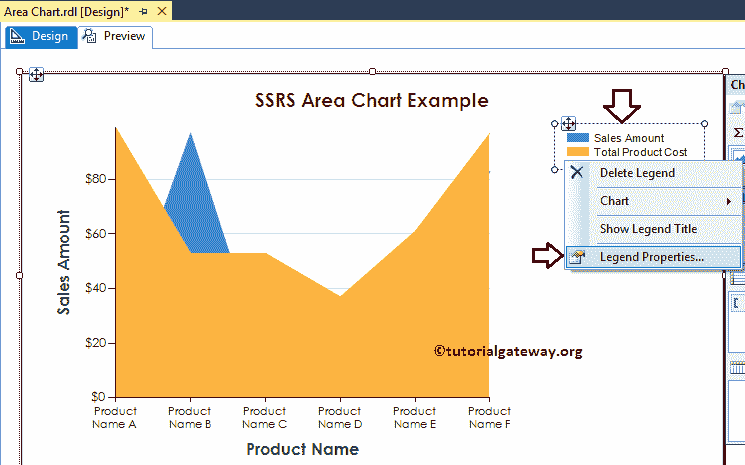 Area Chart.rdl [Design]*
Design
Preview
SSRS Area Chart Example
Sales Amount
Total Product Cost
Delete Legend
Chart
Show Legend Title
Legend Properties...
Σ
Sales Amount
$80
$60
$40
$20
$0
©tutorialgateway.org
Product
Name A
Product
Name B
Product
Name C
Product
Name D
Product
Name E
Product
Name F
Product Name